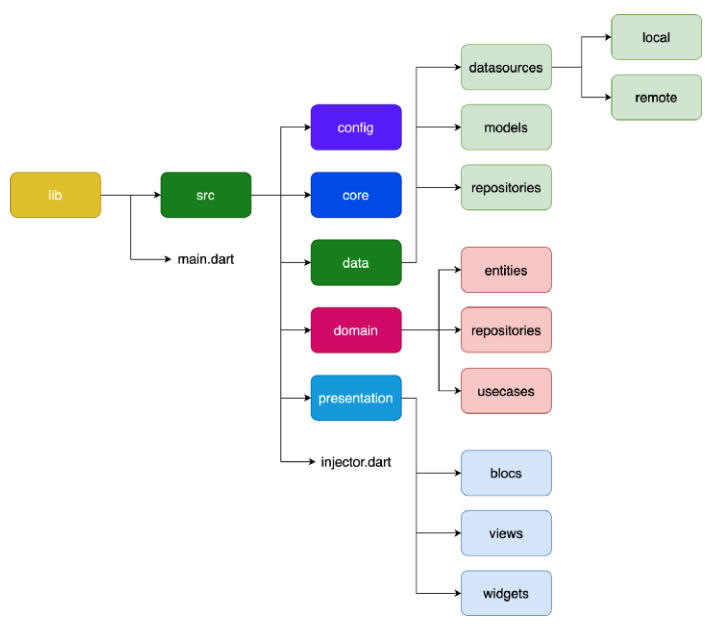 lib
src
main.dart
config
core
data
domain
presentation
injector.dart
datasources
models
repositories
local
remote
entities
repositories
usecases
blocs
views
widgets